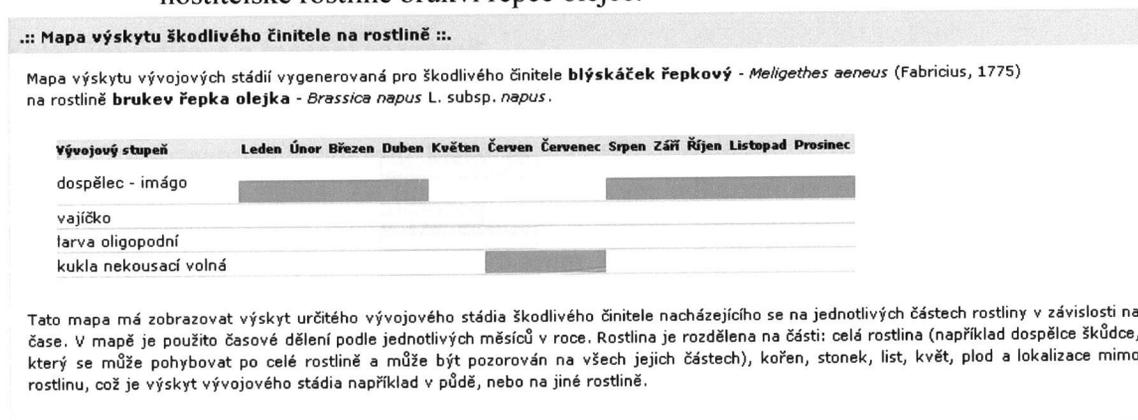 hostitelské rostlině brukvi řepce olejce.
.:: Mapa výskytu škodlivého činitele na rostlině ::.
Mapa výskytu vývojových stádií vygenerovaná pro škodlivého činitele blýskáček řepkový - Meligethes aeneus (Fabricius, 1775)
na rostlině brukev řepka olejka - Brassica napus L. subsp. napus.
Vývojový stupeň Leden Únor Březen Duben Květen Červen Červenec Srpen Září Říjen Listopad Prosinec
dospělec - imágo
vajíčko
larva oligopodní
kukla nekousací volná
Tato mapa má zobrazovat výskyt určitého vývojového stádia škodlivého činitele nacházejícího se na jednotlivých částech rostliny v závislosti na
čase. V mapě je použito časové dělení podle jednotlivých měsíců v roce. Rostlina je rozdělena na části: celá rostlina (například dospělce škůdce,
který se může pohybovat po celé rostlině a může být pozorován na všech jejich částech), kořen, stonek, list, květ, plod a lokalizace mimo
rostlinu, což je výskyt vývojového stádia například v půdě, nebo na jiné rostlině.